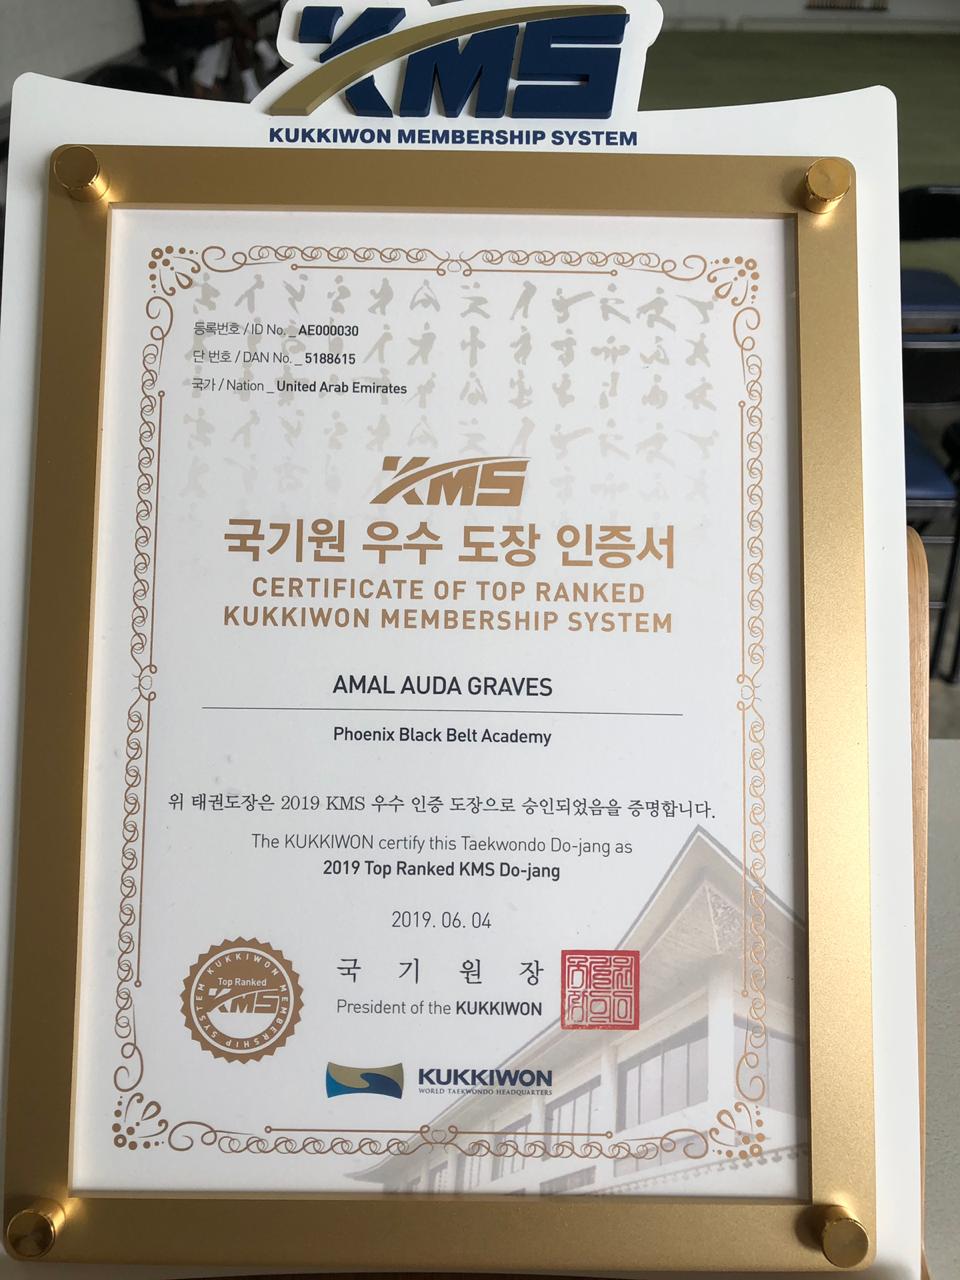 KMS
KUKKIWON MEMBERSHIP SYSTEM
등록번호 / ID No. _ AE000030
단 번호 / DAN No. _ 5188615
국가 / Nation _ United Arab Emirates
KMS
국기원 우수 도장 인증서
CERTIFICATE OF TOP RANKED
KUKKIWON MEMBERSHIP SYSTEM
AMAL AUDA GRAVES
Phoenix Black Belt Academy
위 태권도장은 2019 KMS 우수 인증 도장으로 승인되었음을 증명합니다.
The KUKKIWON certify this Taekwondo Do-jang as
2019 Top Ranked KMS Do-jang
2019. 06. 04
국 기 원 장
President of the KUKKIWON
KUKKIWON MEMBERSHIP SYSTEM
Top Ranked
KMS
KUKKIWON
WORLD TAEKWONDO HEADQUARTERS